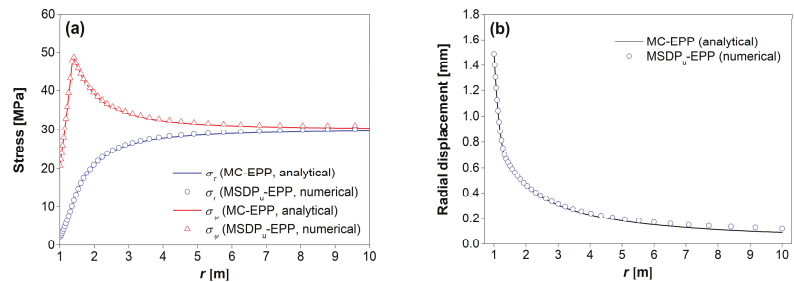 (a)
Stress [MPa]
60
50
40
30
20
10
0
σr (MC-EPP, analytical)
σr (MSDPu-EPP, numerical)
σψ (MC-EPP, analytical)
σψ (MSDPu-EPP, numerical)
1 2 3 4 5 6 7 8 9 10
r [m]
(b)
Radial displacement [mm]
1.8
1.6
1.4
1.2
1.0
0.8
0.6
0.4
0.2
0.0
MC-EPP (analytical)
MSDPu-EPP (numerical)
0 1 2 3 4 5 6 7 8 9 10
r [m]